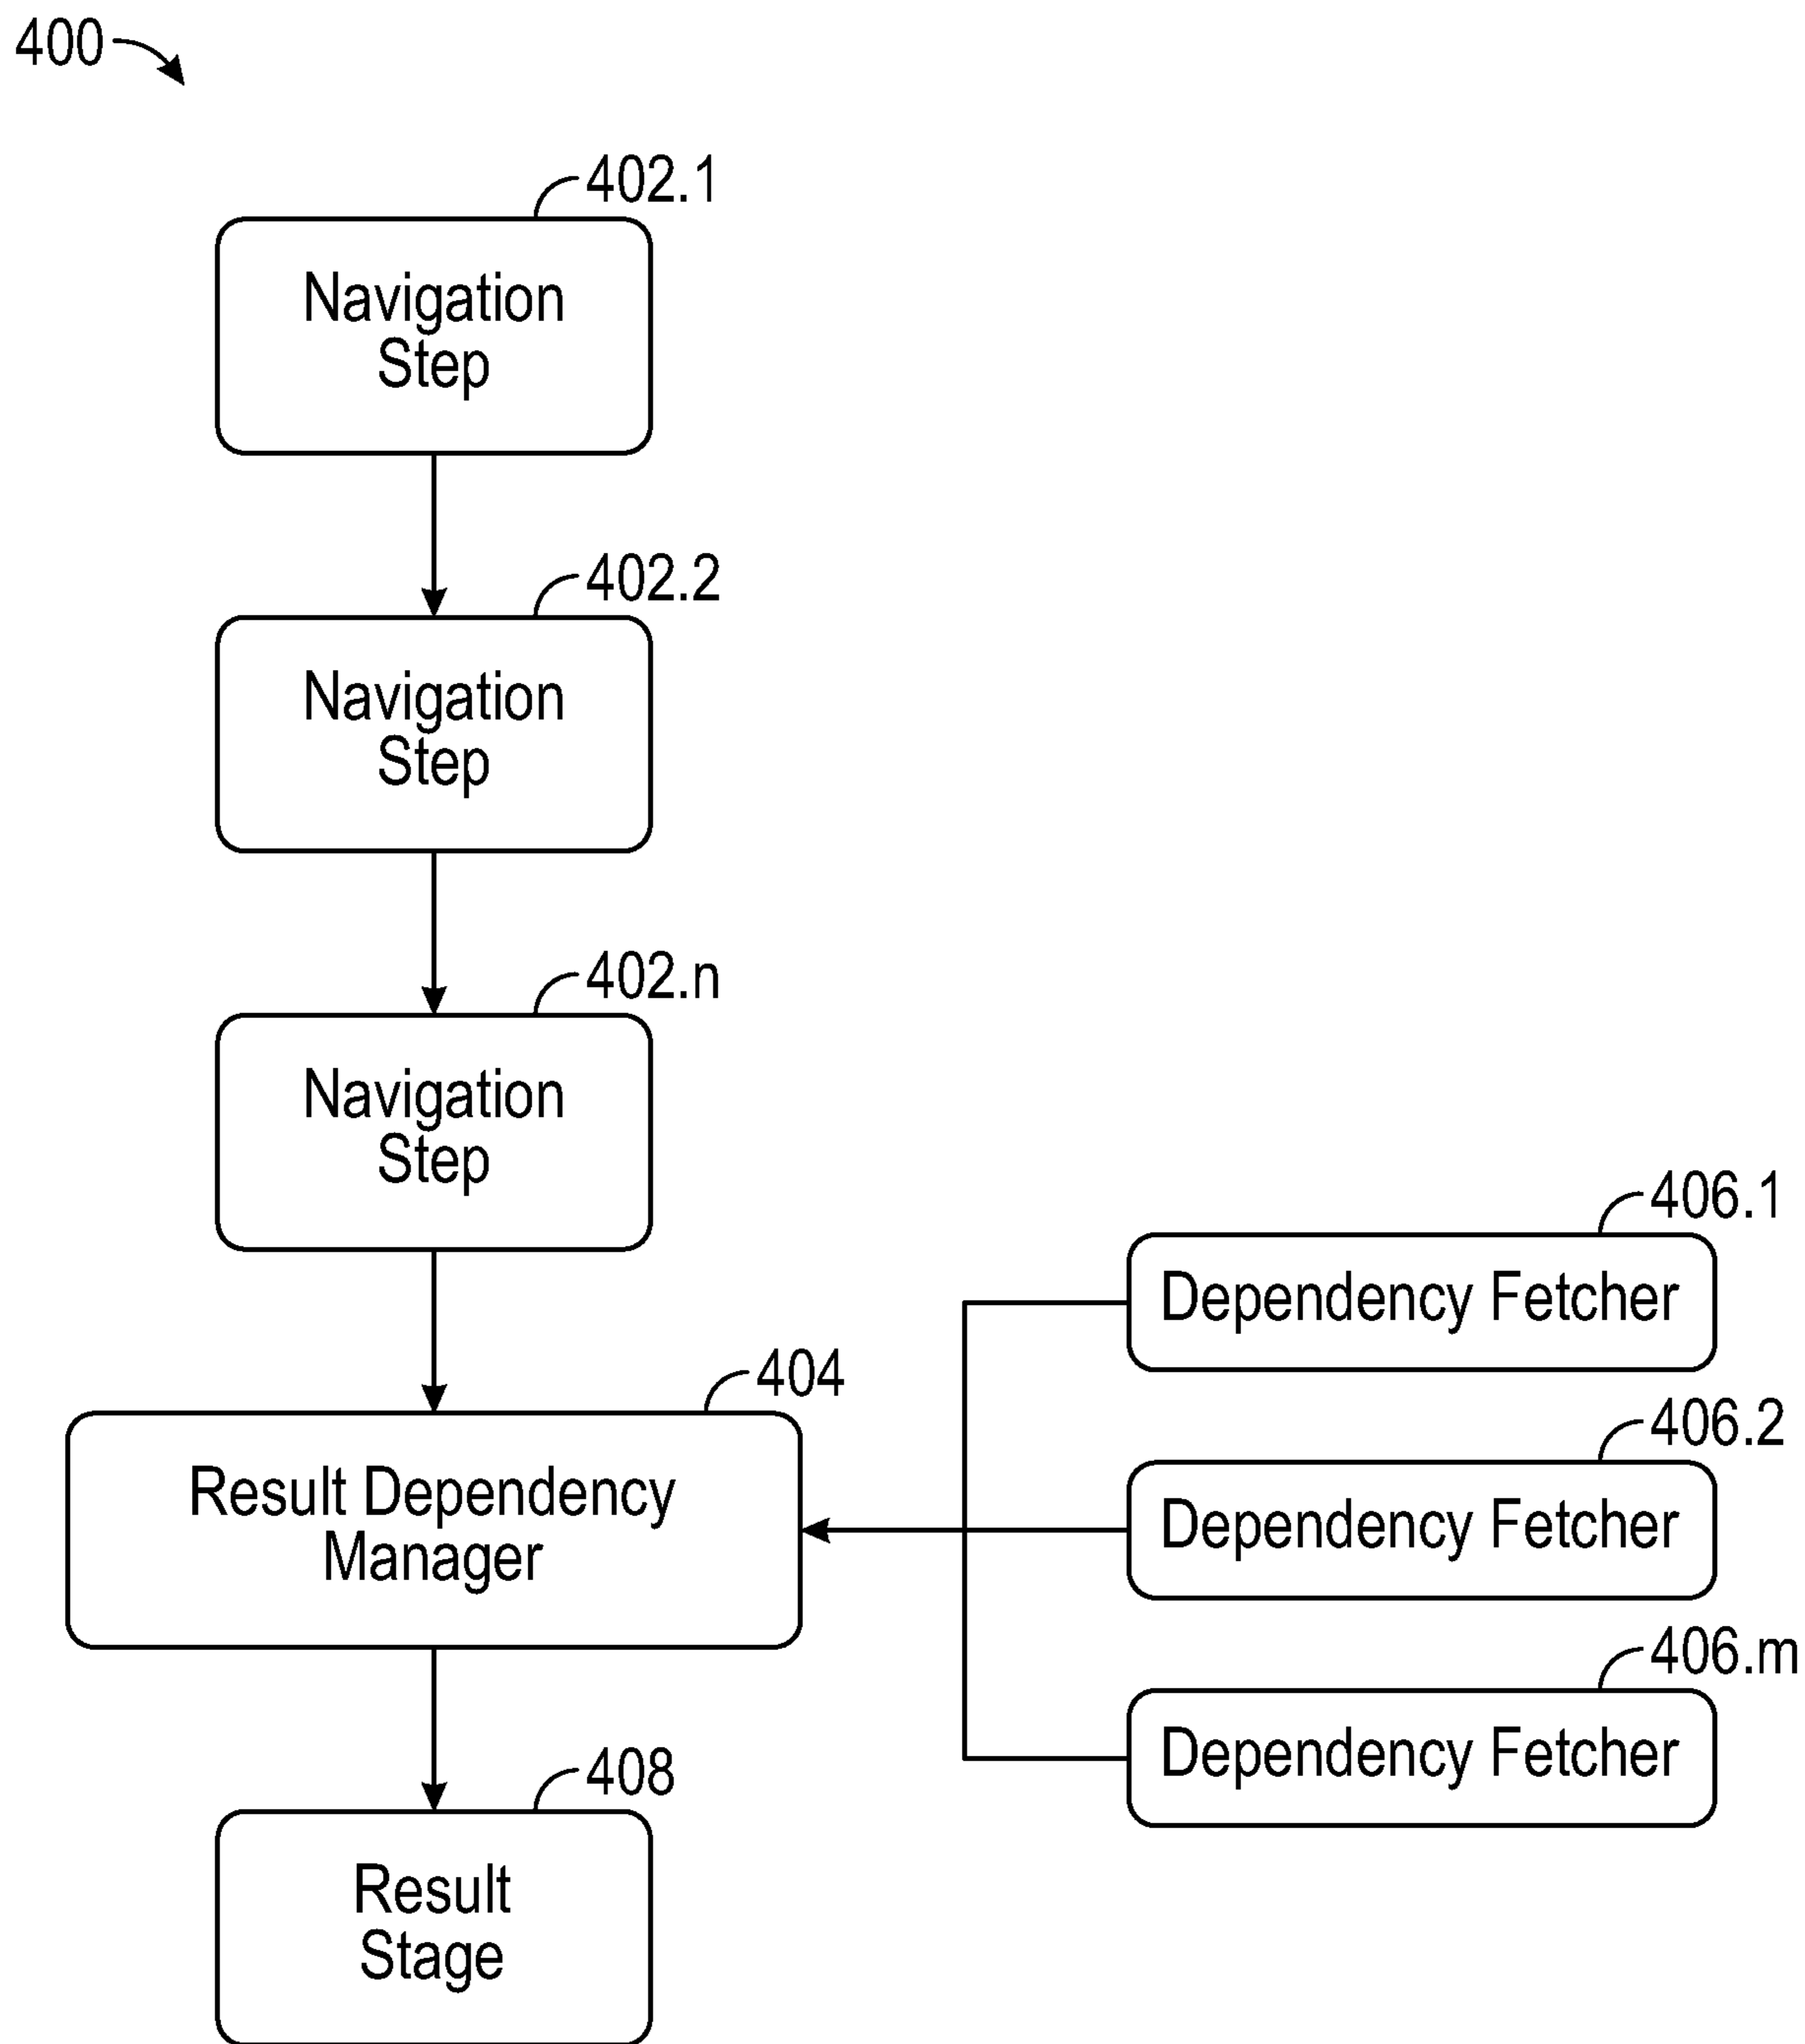 400
402.1
Navigation
Step
402.2
Navigation
Step
402.n
Navigation
Step
406.1
Dependency Fetcher
404
Result Dependency
Manager
406.2
Dependency Fetcher
406.m
Dependency Fetcher
408
Result
Stage